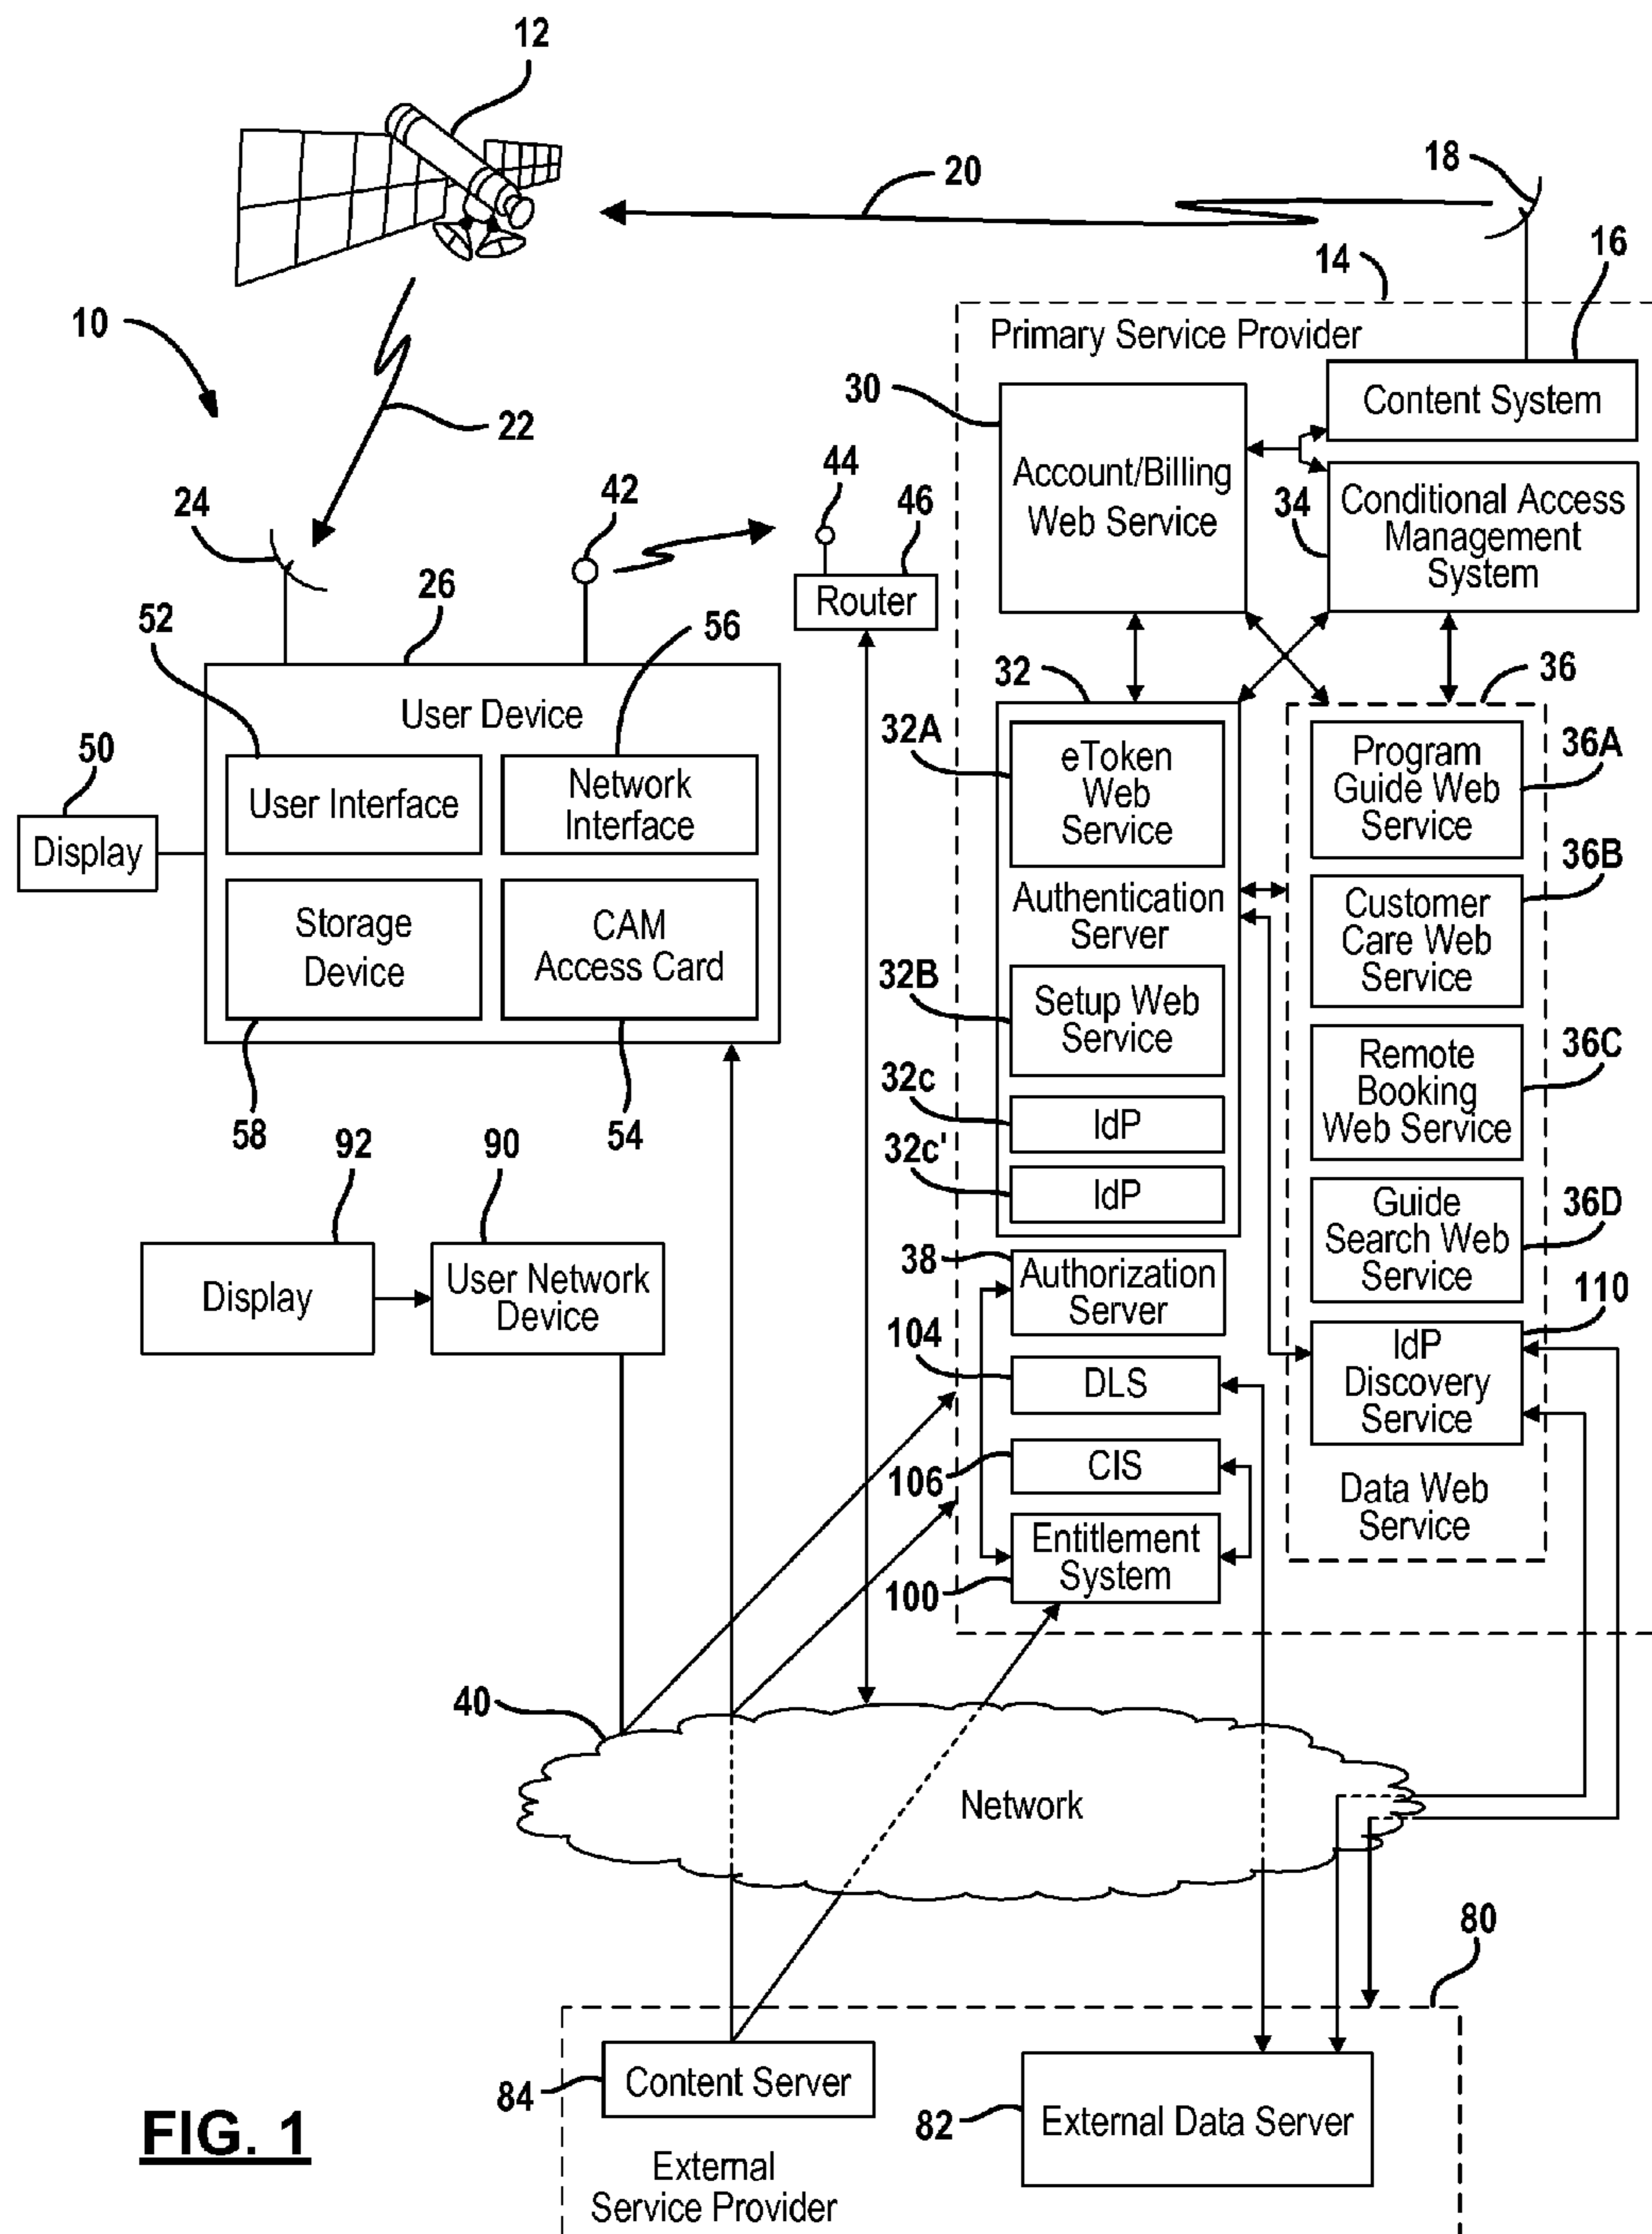 12
20
18
16
14
10
Primary Service Provider
30
Content System
22
44
42
46
Account/Billing
Web Service
34
Conditional Access
Management
System
24
26
Router
52
56
32
36
User Device
32A
eToken
Web
Service
Program
Guide Web
Service
36A
50
User Interface
Network
Interface
Display
36B
Authentication
Server
Customer
Care Web
Service
Storage
Device
CAM
Access Card
32B
Setup Web
Service
Remote
Booking
Web Service
36C
32c
IdP
58
54
92
90
32c'
IdP
Guide
Search Web
Service
36D
38
Authorization
Server
110
Display
User Network
Device
104
DLS
IdP
Discovery
Service
106
CIS
Data Web
Service
Entitlement
System
100
40
Network
80
Content Server
84
82
External Data Server
External
Service Provider
FIG. 1